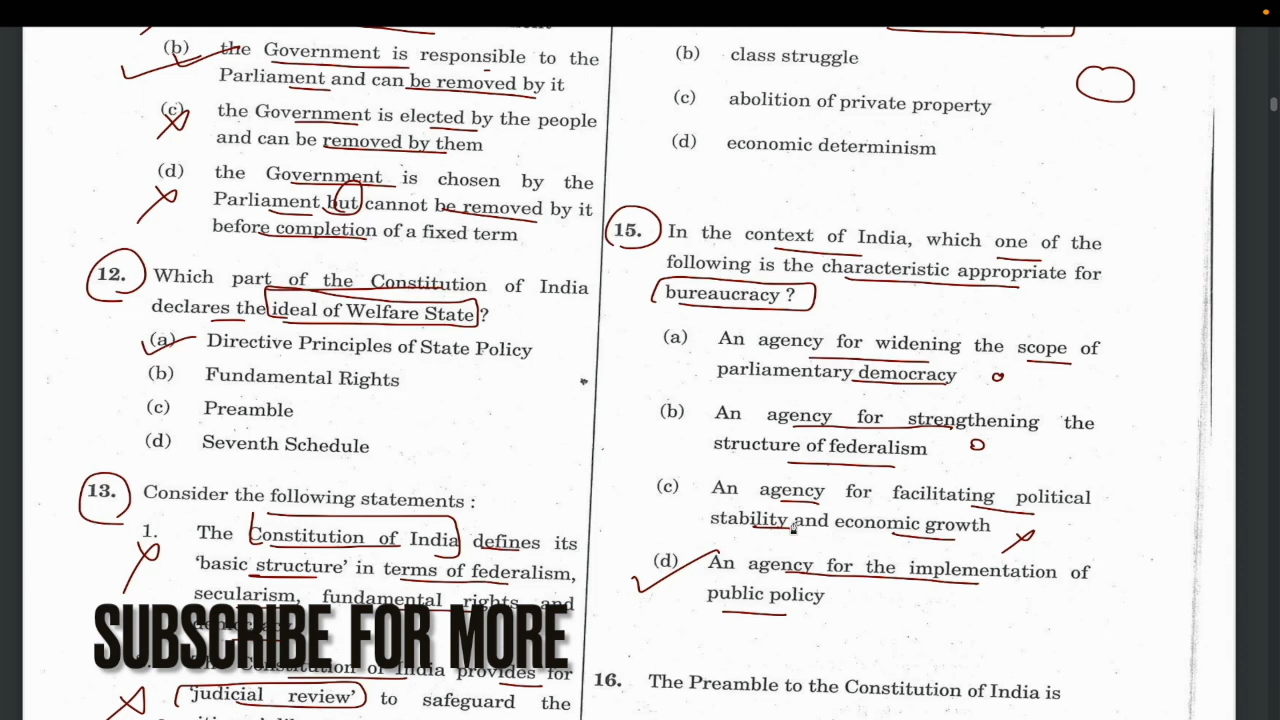 (b) the Government is responsible to the
Parliament and can be removed by it
(c) the Government is elected by the people
and can be removed by them
(d) the Government is chosen by the
Parliament but cannot be removed by it
before completion of a fixed term
12. Which part of the Constitution of India
declares the ideal of Welfare State ?
(a) Directive Principles of State Policy
(b) Fundamental Rights
(c) Preamble
(d) Seventh Schedule
13. Consider the following statements :
1. The Constitution of India defines its
'basic structure' in terms of federalism,
secularism, fundamental rights and
Constitution of India provides for
'judicial review' to safeguard the
SUBSCRIBE FOR MORE
(b) class struggle
(c) abolition of private property
(d) economic determinism
15. In the context of India, which one of the
following is the characteristic appropriate for
bureaucracy ?
(a) An agency for widening the scope of
parliamentary democracy
(b) An agency for strengthening the
structure of federalism
(c) An agency for facilitating political
stability and economic growth
(d) An agency for the implementation of
public policy
16. The Preamble to the Constitution of India is